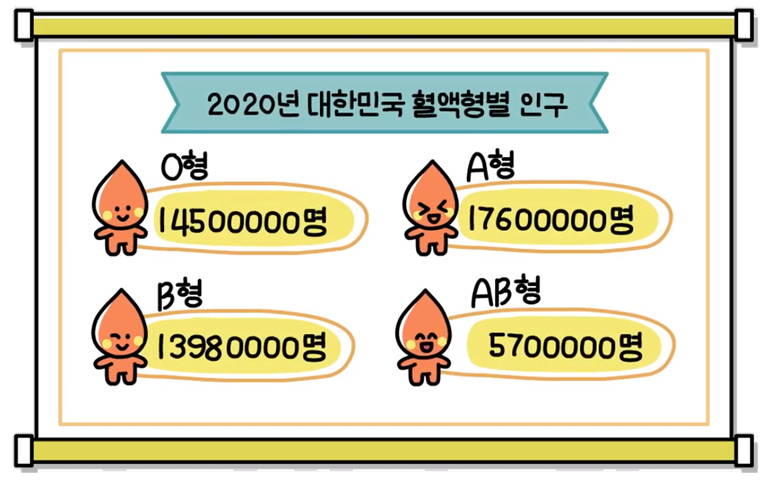 2020년 대한민국 혈액형별 인구
O형
14500000명
A형
17600000명
B형
13980000명
AB형
5700000명